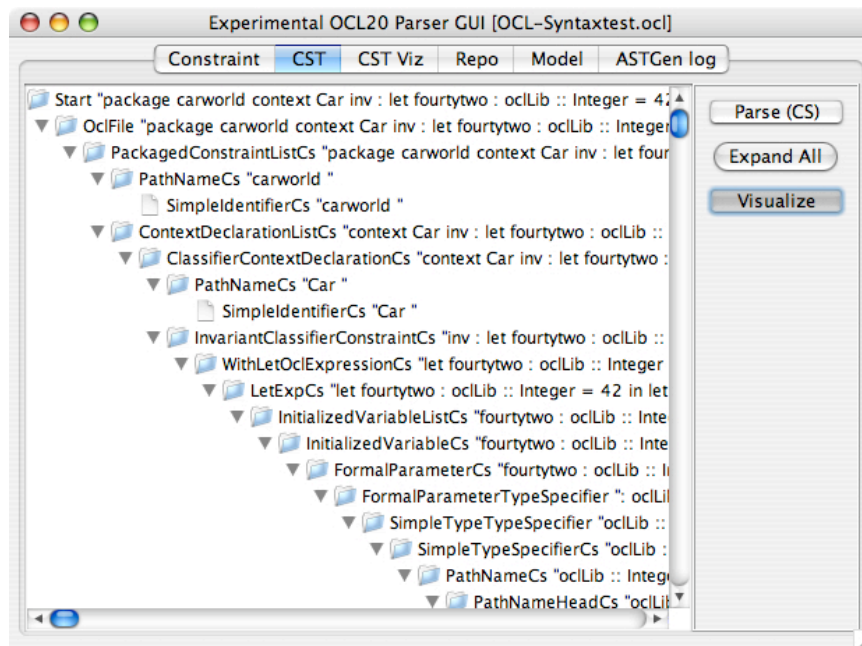 Experimental OCL20 Parser GUI [OCL-Syntaxtest.ocl]
Constraint CST CST Viz Repo Model ASTGen log
Start "package carworld context Car inv : let fourtytwo : oclLib :: Integer = 42
OclFile "package carworld context Car inv : let fourtytwo : oclLib :: Integer
PackagedConstraintListCs "package carworld context Car inv : let four
PathNameCs "carworld "
SimpleIdentifierCs "carworld "
ContextDeclarationListCs "context Car inv : let fourtytwo : oclLib ::
ClassifierContextDeclarationCs "context Car inv : let fourtytwo :
PathNameCs "Car "
SimpleIdentifierCs "Car "
InvariantClassifierConstraintCs "inv : let fourtytwo : oclLib ::
WithLetOclExpressionCs "let fourtytwo : oclLib :: Integer
LetExpCs "let fourtytwo : oclLib :: Integer = 42 in let
InitializedVariableListCs "fourtytwo : oclLib :: Inte
InitializedVariableCs "fourtytwo : oclLib :: Inte
FormalParameterCs "fourtytwo : oclLib :: I
FormalParameterTypeSpecifier ": oclLi
SimpleTypeTypeSpecifier "oclLib ::
SimpleTypeSpecifierCs "oclLib :
PathNameCs "oclLib :: Integ
PathNameHeadCs "oclLi
Parse (CS)
Expand All
Visualize